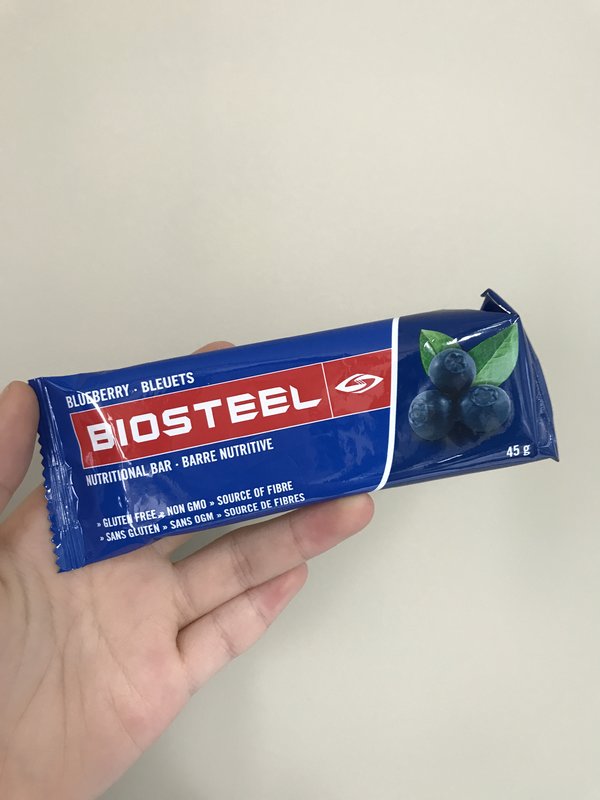 BLUEBERRY · BLEUETS
BIOSTEEL
NUTRITIONAL BAR · BARRE NUTRITIVE
» GLUTEN FREE » NON GMO » SOURCE OF FIBRE
» SANS GLUTEN » SANS OGM » SOURCE DE FIBRES
45 g